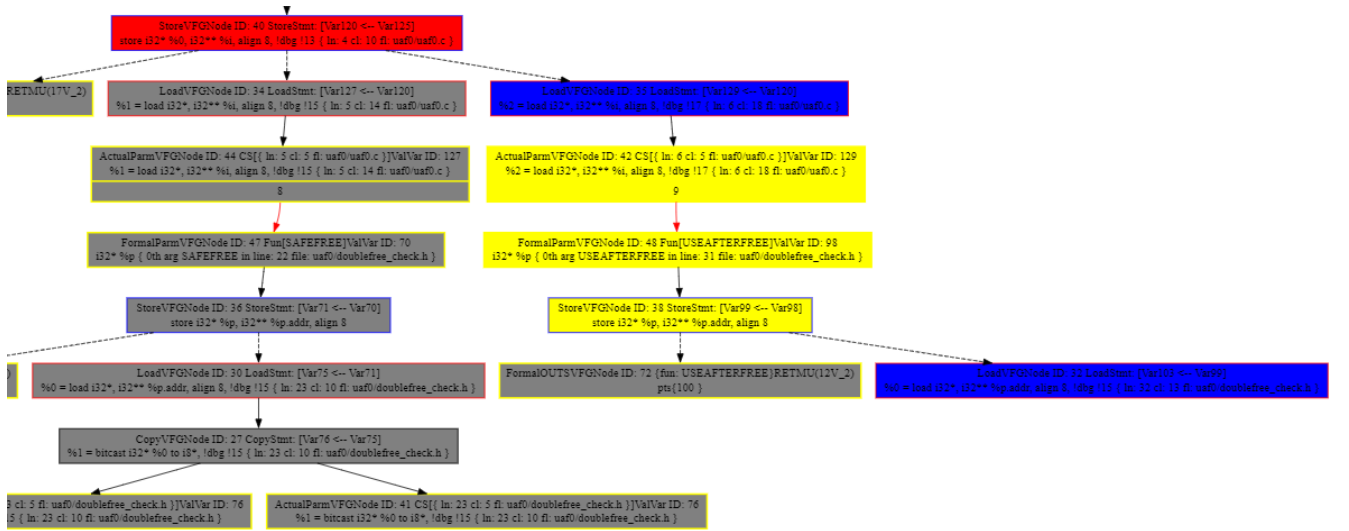 StoreVFGNode ID: 40 StoreStmt: [Var120 <-- Var125]
store i32* %0, i32** %i, align 8, !dbg !13 { ln: 4 cl: 10 fl: uaf0/uaf0.c }
RETMU(17V_2)
LoadVFGNode ID: 34 LoadStmt: [Var127 <-- Var120]
%1 = load i32*, i32** %i, align 8, !dbg !15 { ln: 5 cl: 14 fl: uaf0/uaf0.c }
LoadVFGNode ID: 35 LoadStmt: [Var129 <-- Var120]
%2 = load i32*, i32** %i, align 8, !dbg !17 { ln: 6 cl: 18 fl: uaf0/uaf0.c }
ActualParmVFGNode ID: 44 CS[{ ln: 5 cl: 5 fl: uaf0/uaf0.c }]ValVar ID: 127
%1 = load i32*, i32** %i, align 8, !dbg !15 { ln: 5 cl: 14 fl: uaf0/uaf0.c }
8
ActualParmVFGNode ID: 42 CS[{ ln: 6 cl: 5 fl: uaf0/uaf0.c }]ValVar ID: 129
%2 = load i32*, i32** %i, align 8, !dbg !17 { ln: 6 cl: 18 fl: uaf0/uaf0.c }
9
FormalParmVFGNode ID: 47 Fun[SAFEFREE]ValVar ID: 70
i32* %p { 0th arg SAFEFREE in line: 22 file: uaf0/doublefree_check.h }
FormalParmVFGNode ID: 48 Fun[USEAFTERFREE]ValVar ID: 98
i32* %p { 0th arg USEAFTERFREE in line: 31 file: uaf0/doublefree_check.h }
StoreVFGNode ID: 36 StoreStmt: [Var71 <-- Var70]
store i32* %p, i32** %p.addr, align 8
StoreVFGNode ID: 38 StoreStmt: [Var99 <-- Var98]
store i32* %p, i32** %p.addr, align 8
)
LoadVFGNode ID: 30 LoadStmt: [Var75 <-- Var71]
%0 = load i32*, i32** %p.addr, align 8, !dbg !15 { ln: 23 cl: 10 fl: uaf0/doublefree_check.h }
FormalOUTSVFGNode ID: 72 {fun: USEAFTERFREE}RETMU(12V_2)
pts{100 }
LoadVFGNode ID: 32 LoadStmt: [Var103 <-- Var99]
%0 = load i32*, i32** %p.addr, align 8, !dbg !15 { ln: 32 cl: 13 fl: uaf0/doublefree_check.h }
CopyVFGNode ID: 27 CopyStmt: [Var76 <-- Var75]
%1 = bitcast i32* %0 to i8*, !dbg !15 { ln: 23 cl: 10 fl: uaf0/doublefree_check.h }
3 cl: 5 fl: uaf0/doublefree_check.h }]ValVar ID: 76
5 { ln: 23 cl: 10 fl: uaf0/doublefree_check.h }
ActualParmVFGNode ID: 41 CS[{ ln: 23 cl: 5 fl: uaf0/doublefree_check.h }]ValVar ID: 76
%1 = bitcast i32* %0 to i8*, !dbg !15 { ln: 23 cl: 10 fl: uaf0/doublefree_check.h }